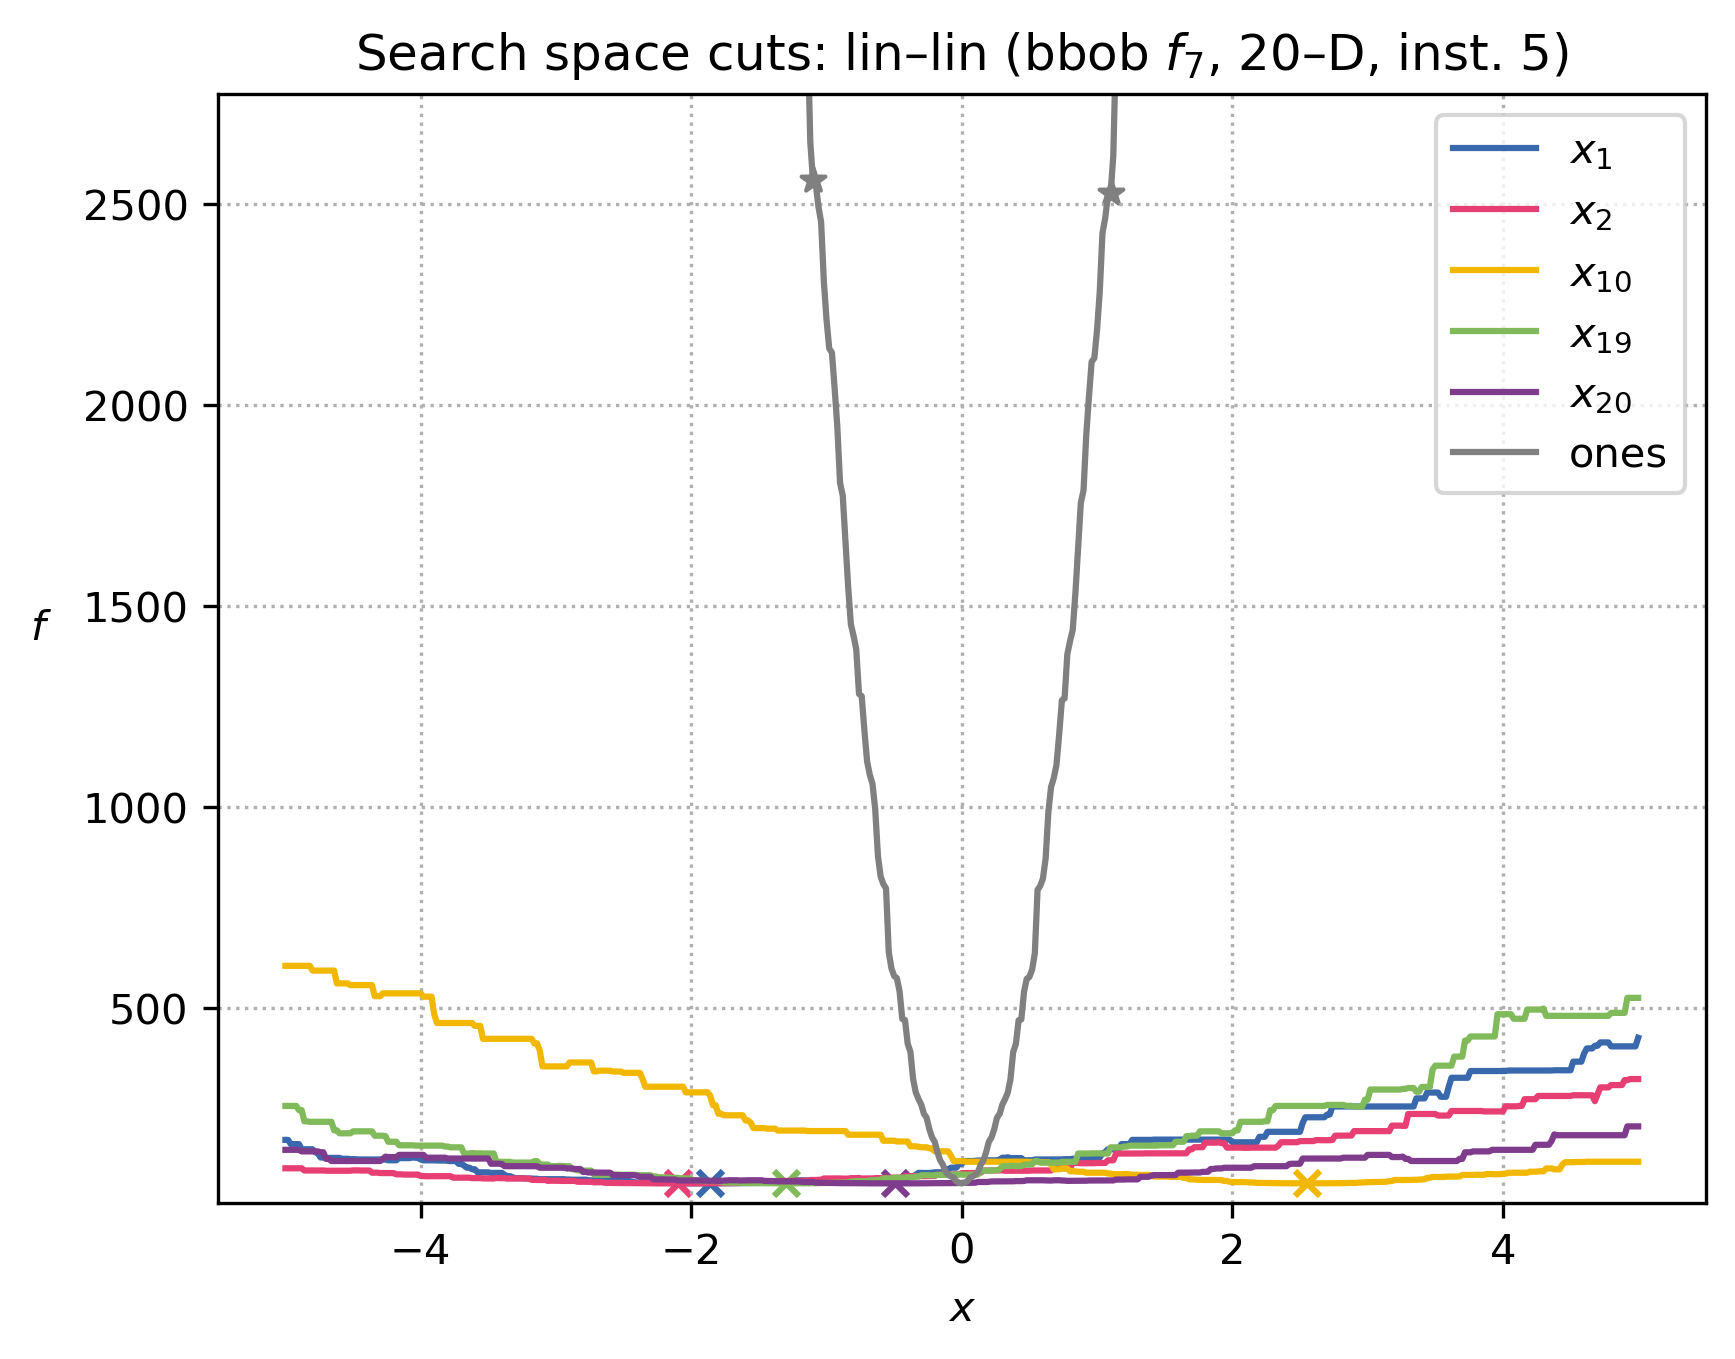 Search space cuts: lin–lin (bbob f₇, 20–D, inst. 5)
x₁
x₂
x₁₀
x₁₉
x₂₀
ones
2500
2000
1500
1000
500
f
−4
−2
0
2
4
x